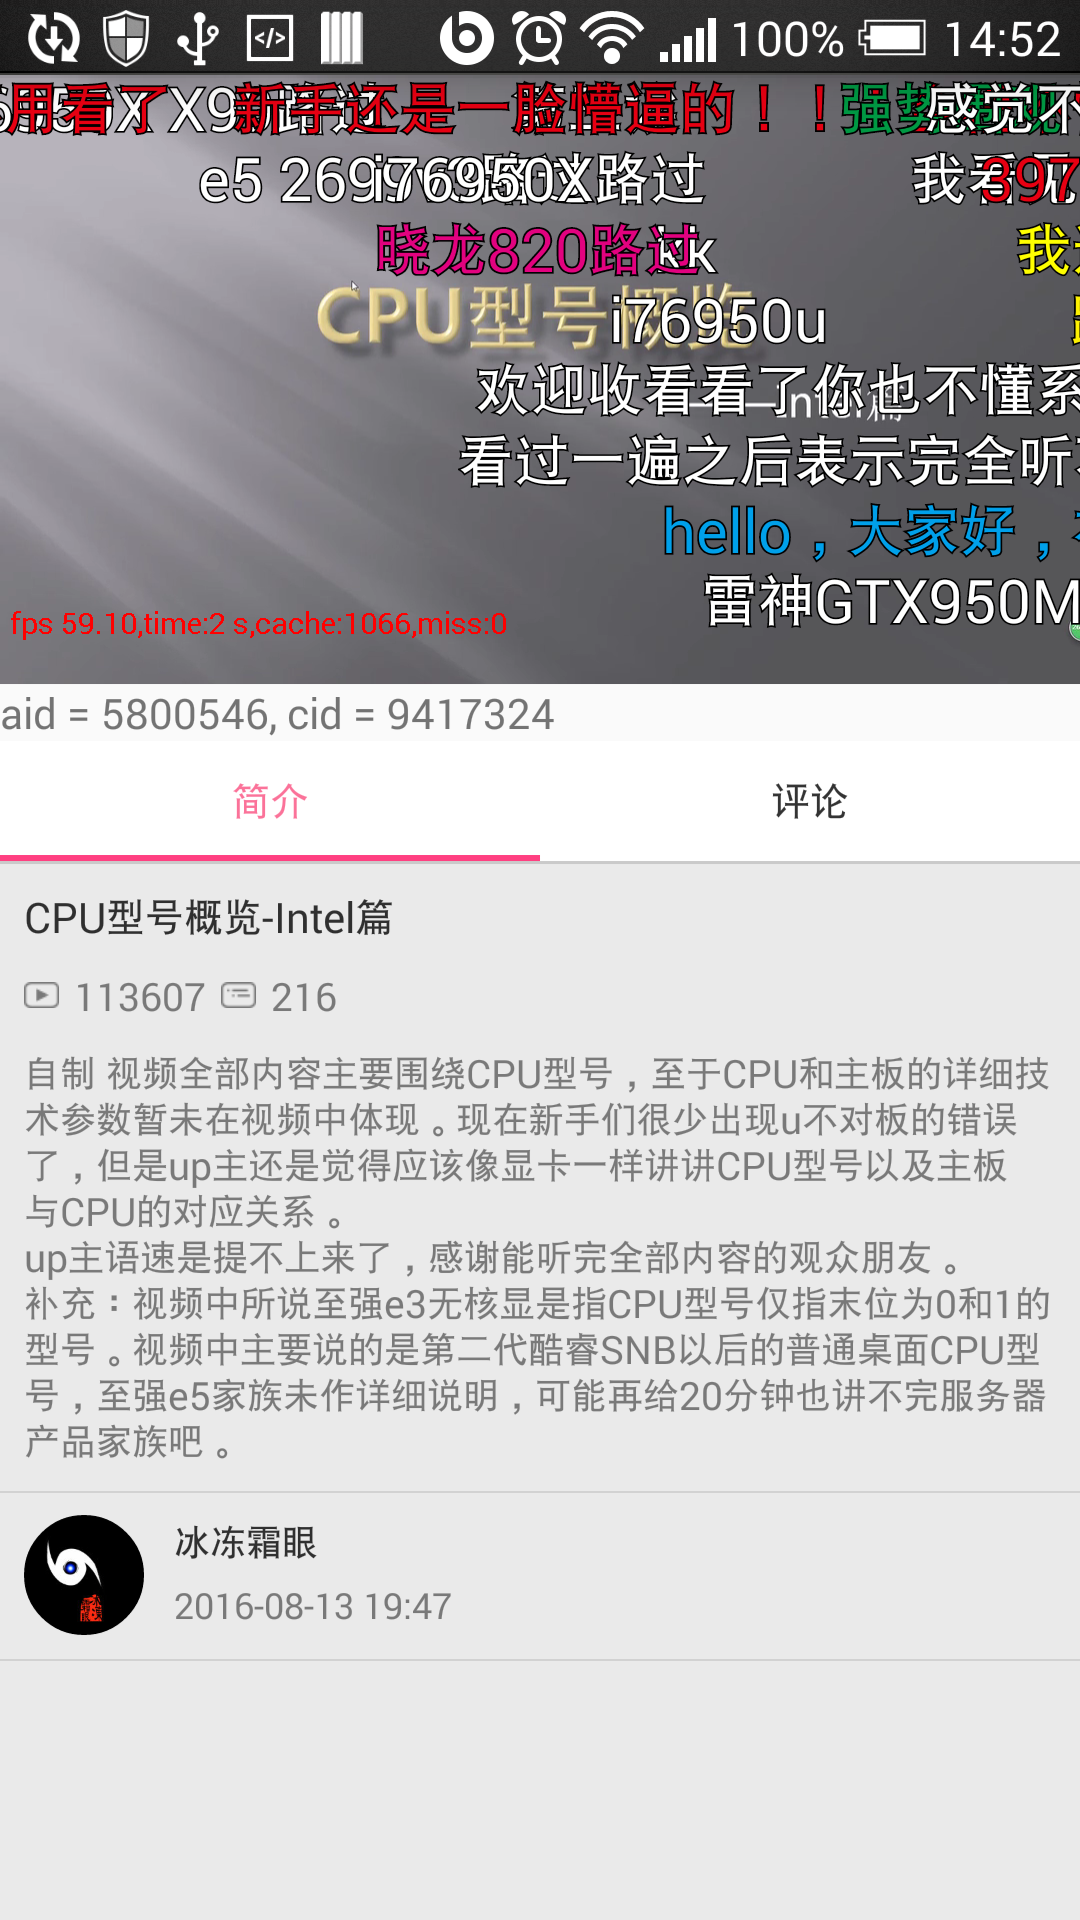 100% 14:52
用看了 新手还是一脸懵逼的！！强势
感觉不
e5 269
路过
我看见
397
晓龙820路过
kk
我
CPU型号概览
i76950u
欢迎收看看了你也不懂系
看过一遍之后表示完全听
hello，大家好，
雷神GTX950M
fps 59.10,time:2 s,cache:1066,miss:0
aid = 5800546, cid = 9417324
简介 评论
CPU型号概览-Intel篇
113607 216
自制 视频全部内容主要围绕CPU型号，至于CPU和主板的详细技
术参数暂未在视频中体现。现在新手们很少出现u不对板的错误
了，但是up主还是觉得应该像显卡一样讲讲CPU型号以及主板
与CPU的对应关系。
up主语速是提不上来了，感谢能听完全部内容的观众朋友。
补充：视频中所说至强e3无核显是指CPU型号仅指末位为0和1的
型号。视频中主要说的是第二代酷睿SNB以后的普通桌面CPU型
号，至强e5家族未作详细说明，可能再给20分钟也讲不完服务器
产品家族吧。
冰冻霜眼
2016-08-13 19:47